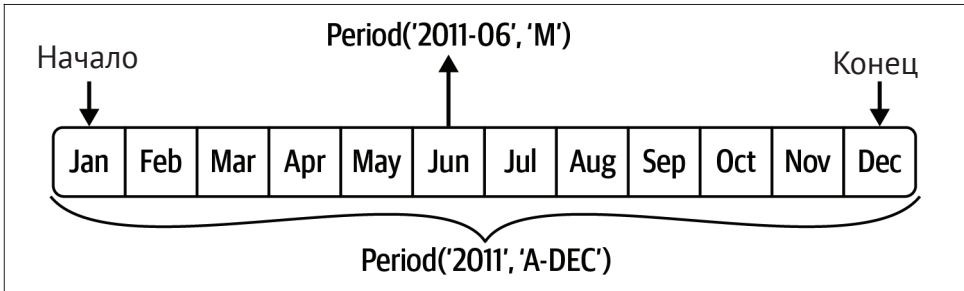 Period('2011-06', 'M')
Начало
Конец
Jan Feb Mar Apr May Jun Jul Aug Sep Oct Nov Dec
Period('2011', 'A-DEC')